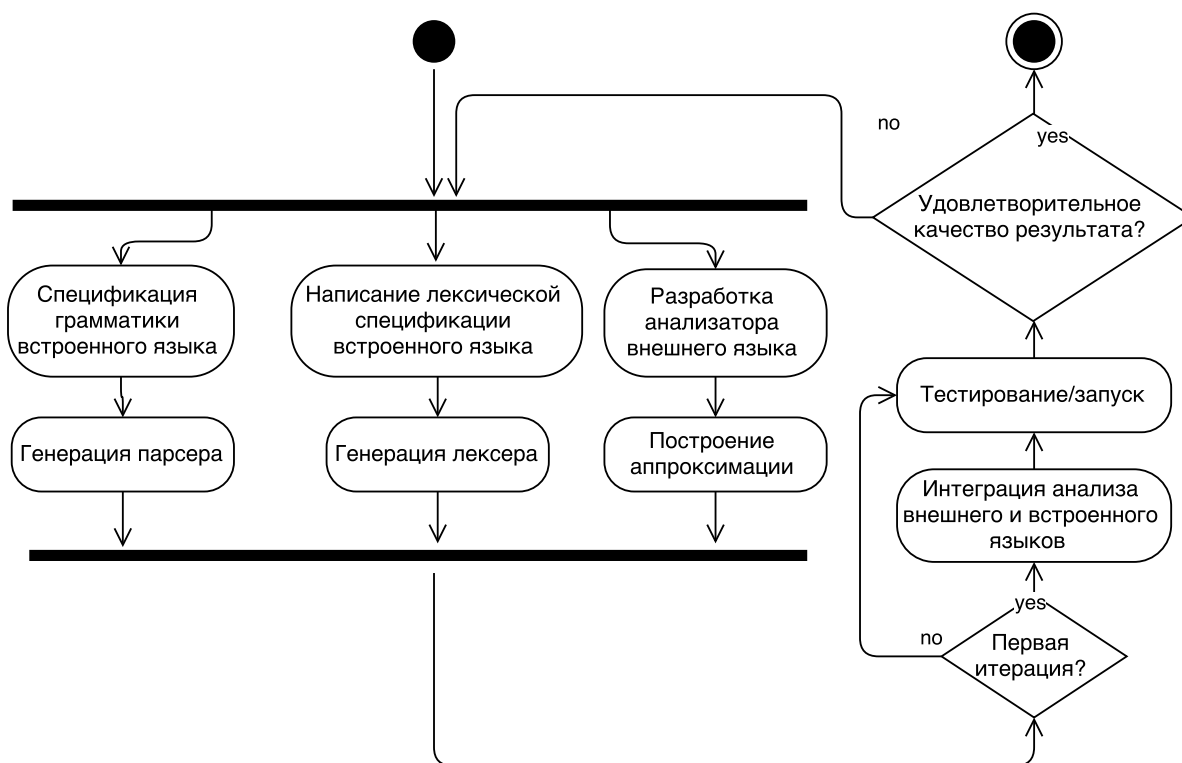 no
yes
Удовлетворительное
качество результата?
Спецификация
грамматики
встроенного языка
Написание лексической
спецификации
встроенного языка
Разработка
анализатора
внешнего языка
Тестирование/запуск
Генерация парсера
Генерация лексера
Построение
аппроксимации
Интеграция анализа
внешнего и встроенного
языков
yes
no
Первая
итерация?